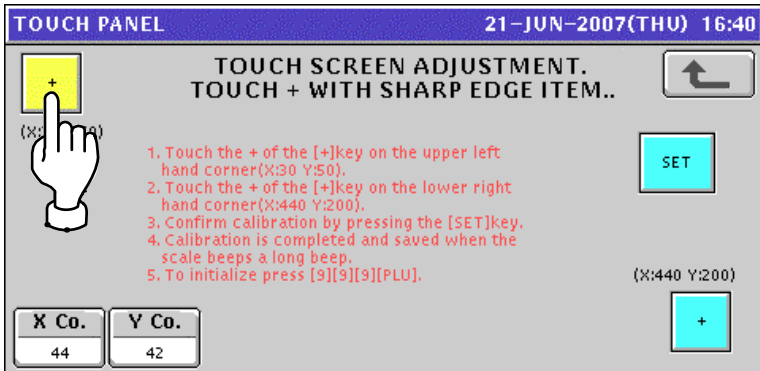 TOUCH PANEL 21-JUN-2007(THU) 16:40
TOUCH SCREEN ADJUSTMENT.
TOUCH + WITH SHARP EDGE ITEM..
+
1. Touch the + of the [+]key on the upper left
hand corner(X:30 Y:50).
2. Touch the + of the [+]key on the lower right
hand corner(X:440 Y:200).
3. Confirm calibration by pressing the [SET]key.
4. Calibration is completed and saved when the
scale beeps a long beep.
5. To initialize press [9][9][9][PLU].
SET
(X:440 Y:200)
+
X Co. Y Co.
44 42